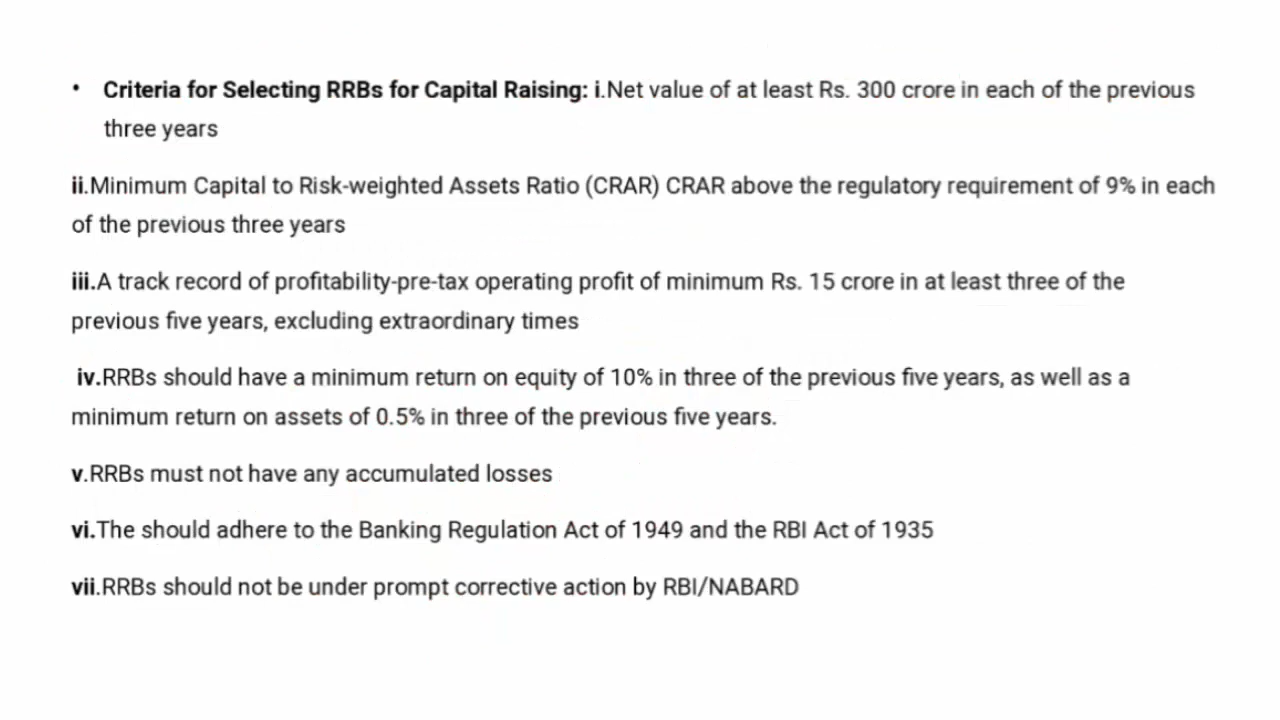 • Criteria for Selecting RRBs for Capital Raising: i.Net value of at least Rs. 300 crore in each of the previous
three years
ii.Minimum Capital to Risk-weighted Assets Ratio (CRAR) CRAR above the regulatory requirement of 9% in each
of the previous three years
iii.A track record of profitability-pre-tax operating profit of minimum Rs. 15 crore in at least three of the
previous five years, excluding extraordinary times
iv.RRBs should have a minimum return on equity of 10% in three of the previous five years, as well as a
minimum return on assets of 0.5% in three of the previous five years.
v.RRBs must not have any accumulated losses
vi.The should adhere to the Banking Regulation Act of 1949 and the RBI Act of 1935
vii.RRBs should not be under prompt corrective action by RBI/NABARD